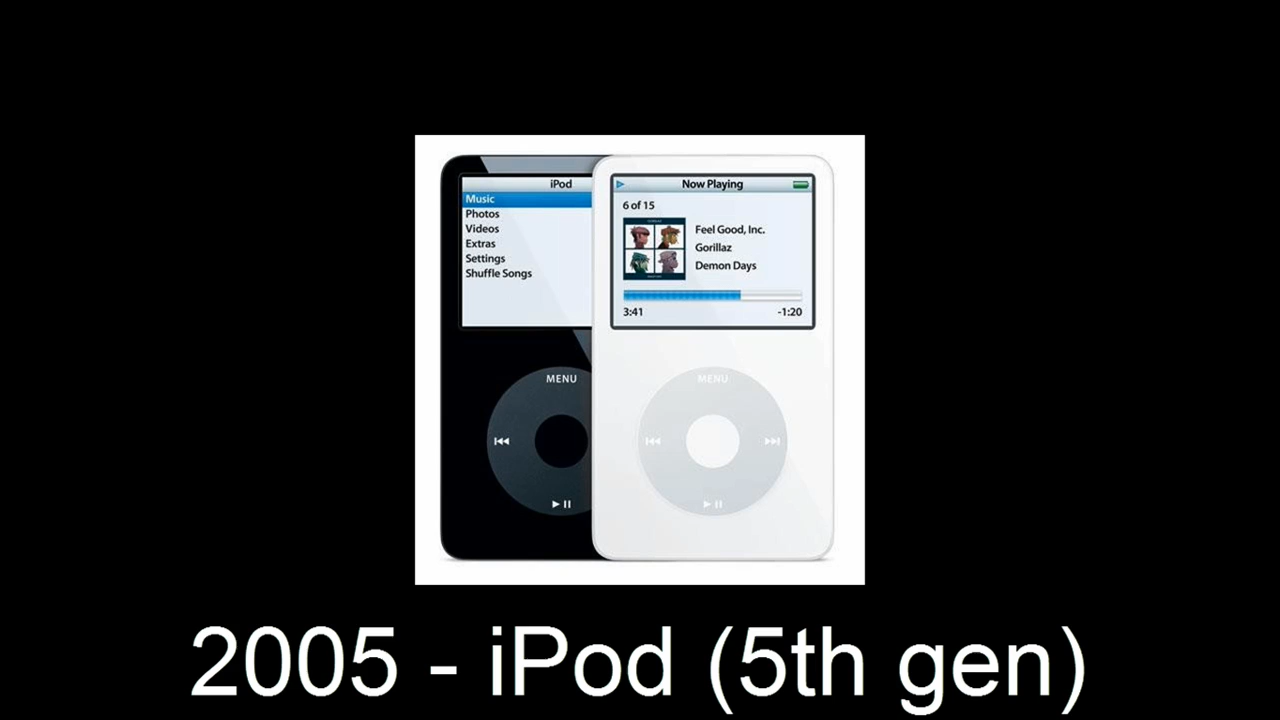 iPod
Music
Photos
Videos
Extras
Settings
Shuffle Songs
MENU
Now Playing
6 of 15
Feel Good, Inc.
Gorillaz
Demon Days
3:41
-1:20
MENU
2005 - iPod (5th gen)